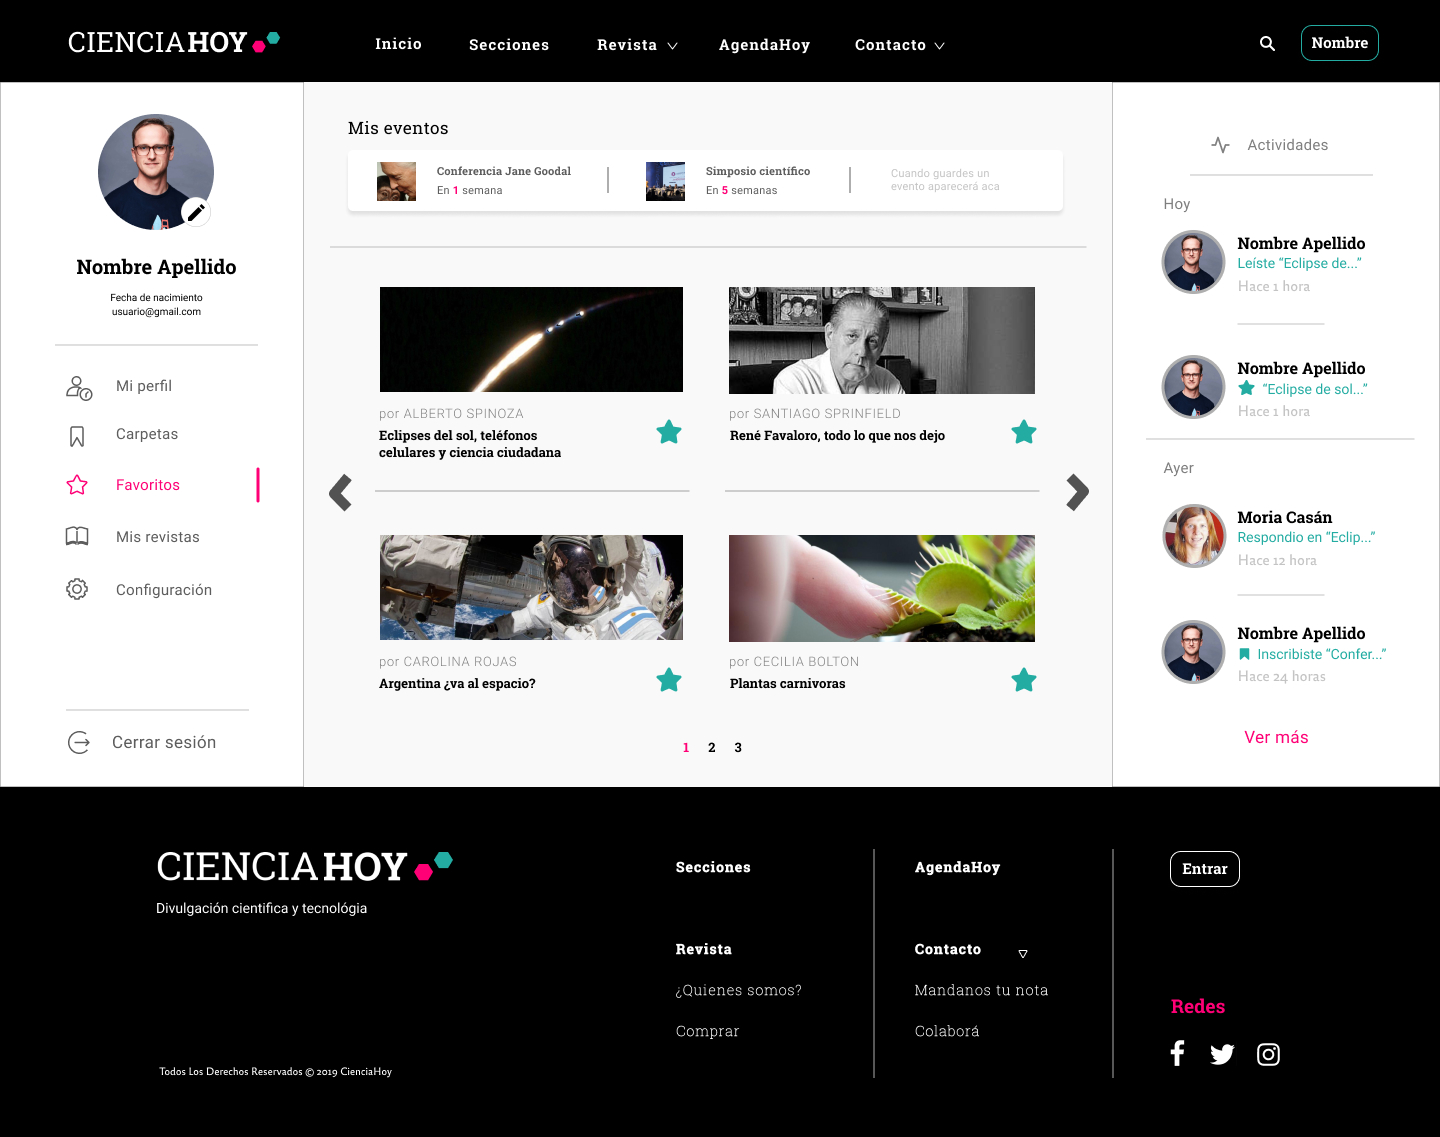 CIENCIAHOY
Inicio
Secciones
Revista
AgendaHoy
Contacto
Nombre
Nombre Apellido
Fecha de nacimiento
usuario@gmail.com
Mi perfil
Carpetas
Favoritos
Mis revistas
Configuración
Cerrar sesión
Mis eventos
Conferencia Jane Goodal
En 1 semana
Simposio científico
En 5 semanas
Cuando guardes un
evento aparecerá aca
por ALBERTO SPINOZA
Eclipses del sol, teléfonos
celulares y ciencia ciudadana
por SANTIAGO SPRINFIELD
René Favaloro, todo lo que nos dejo
por CAROLINA ROJAS
Argentina ¿va al espacio?
por CECILIA BOLTON
Plantas carnivoras
1 2 3
Actividades
Hoy
Nombre Apellido
Leíste “Eclipse de...”
Hace 1 hora
Nombre Apellido
“Eclipse de sol...”
Hace 1 hora
Ayer
Moria Casán
Respondio en “Eclip...”
Hace 12 hora
Nombre Apellido
Inscribiste “Confer...“
Hace 24 horas
Ver más
CIENCIAHOY
Divulgación cientifica y tecnológia
Todos Los Derechos Reservados © 2019 CienciaHoy
Secciones
Revista
¿Quienes somos?
Comprar
AgendaHoy
Contacto
Mandanos tu nota
Colaborá
Entrar
Redes